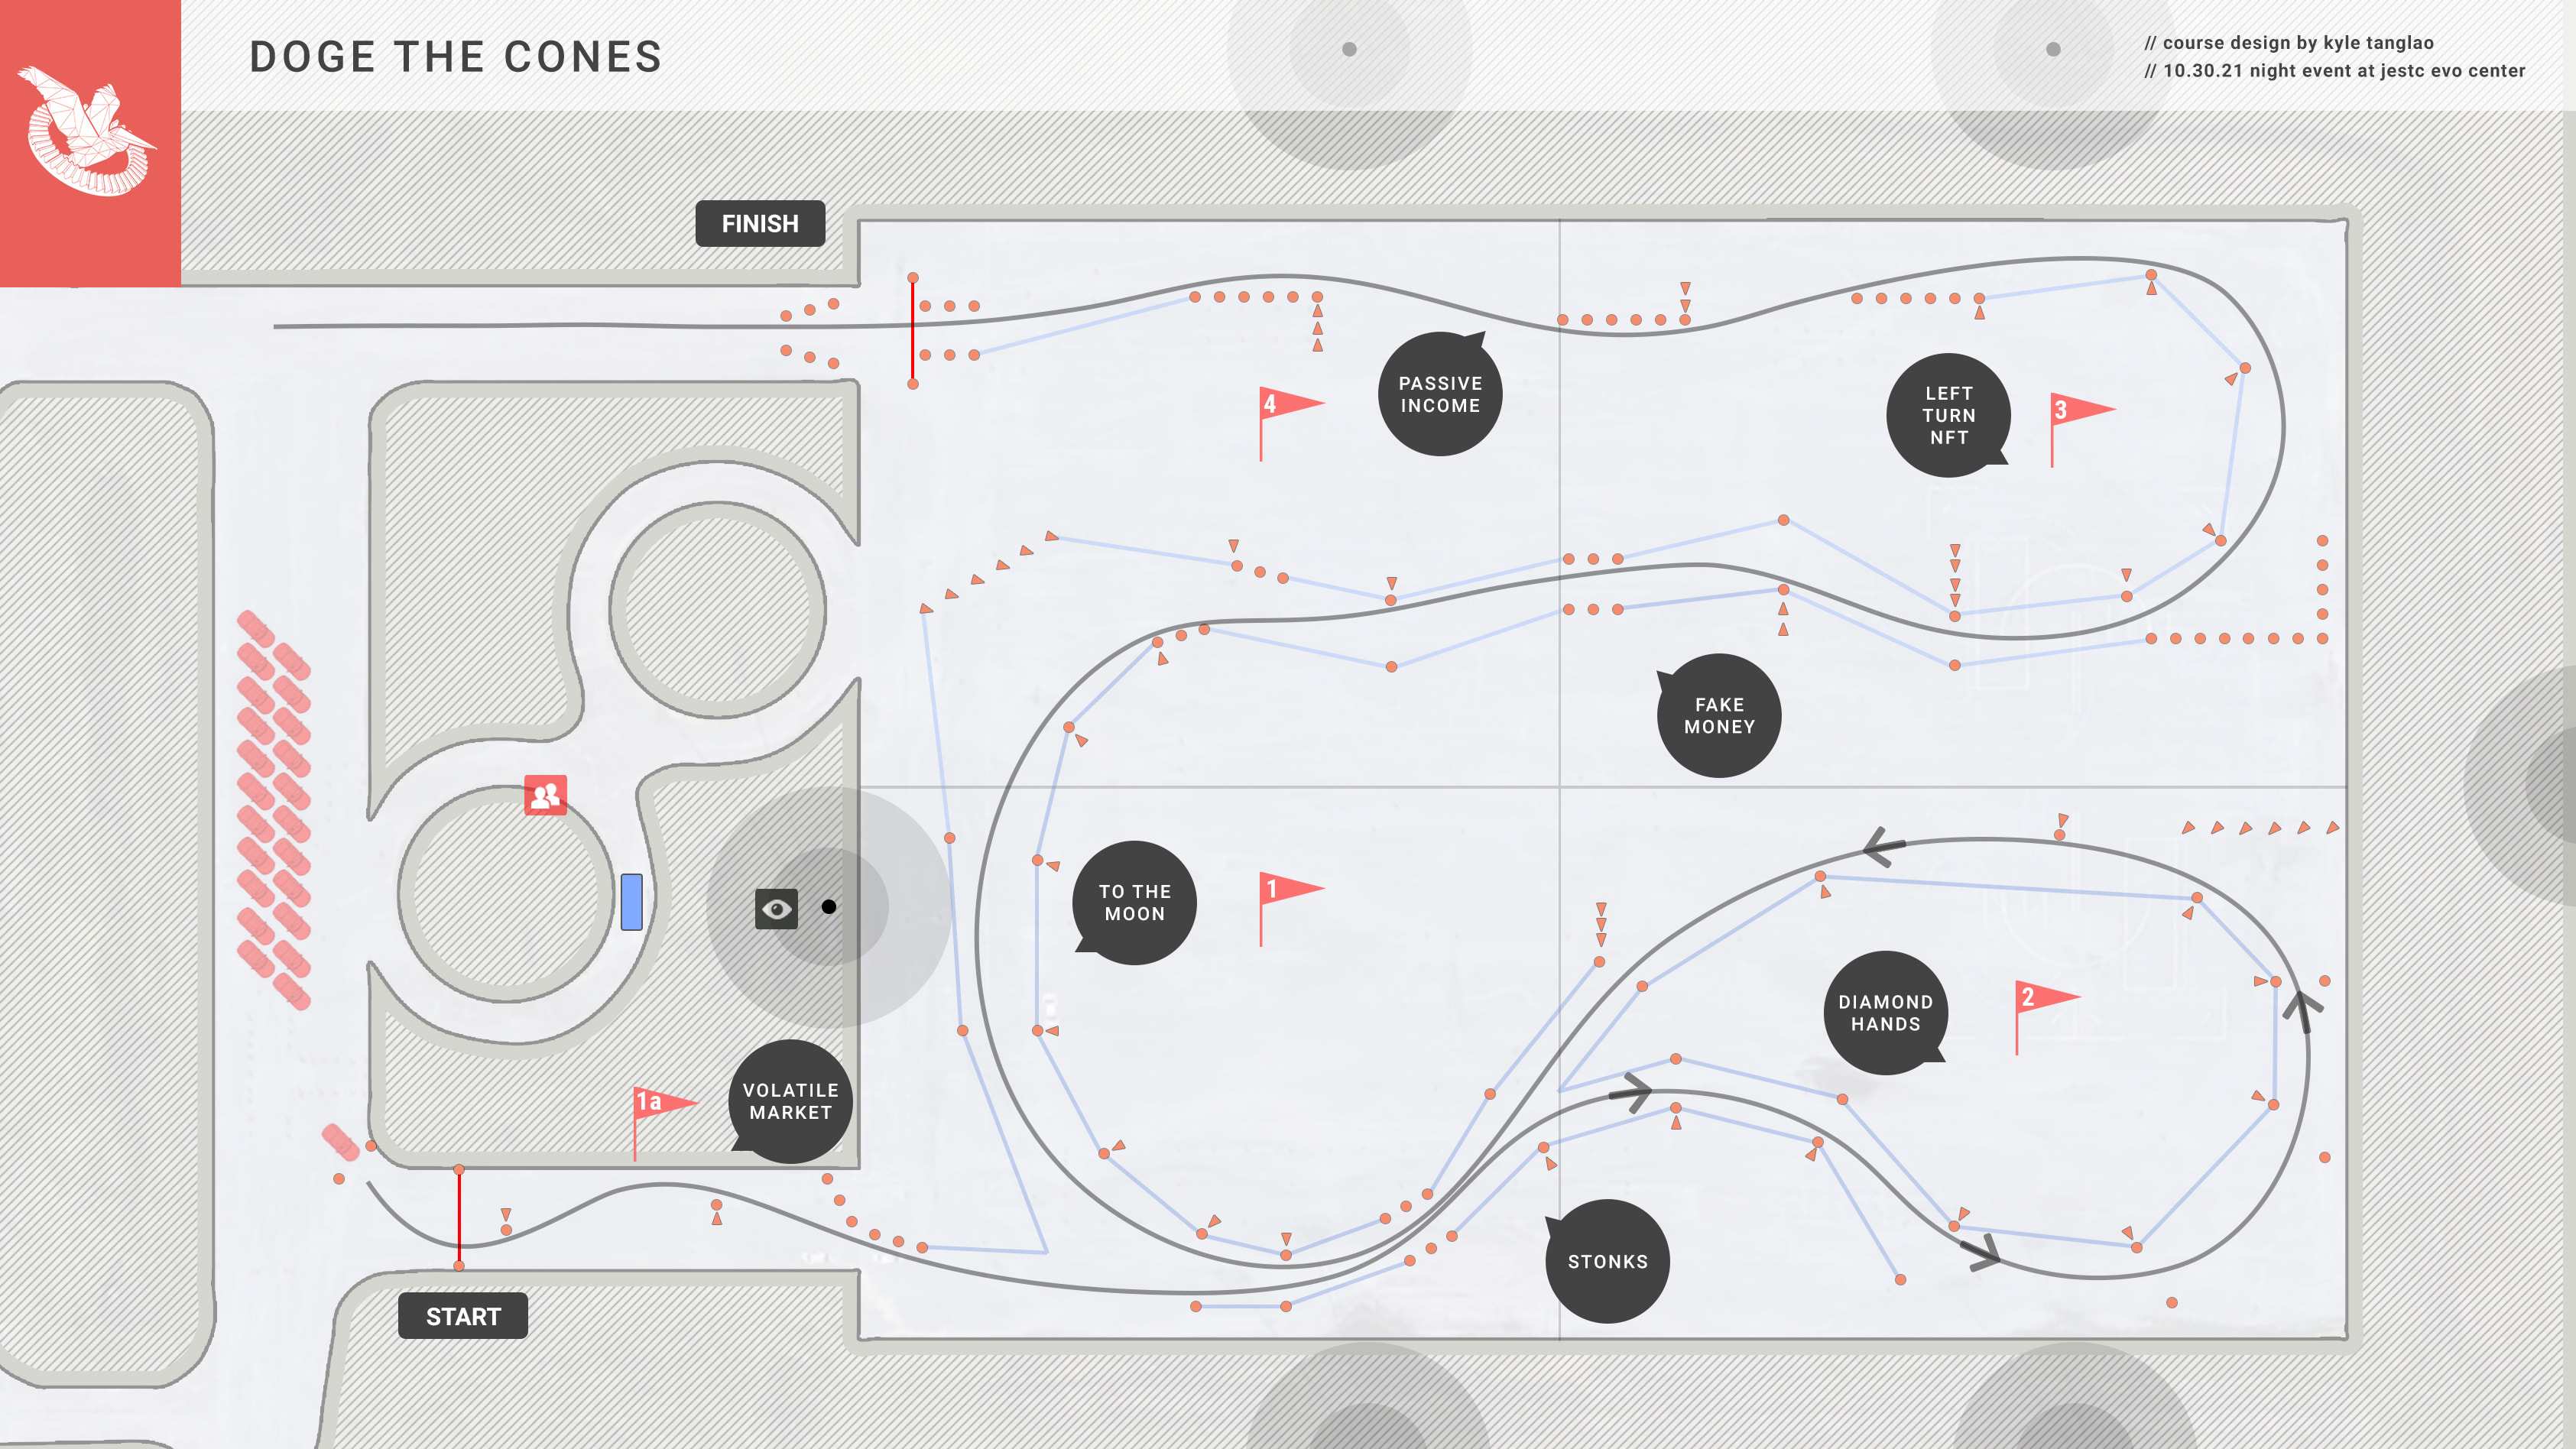 DOGE THE CONES
// course design by kyle tanglao
// 10.30.21 night event at jestc evo center
FINISH
PASSIVE
INCOME
LEFT
TURN
NFT
4
3
FAKE
MONEY
TO THE
MOON
1
DIAMOND
HANDS
2
VOLATILE
MARKET
1a
STONKS
START